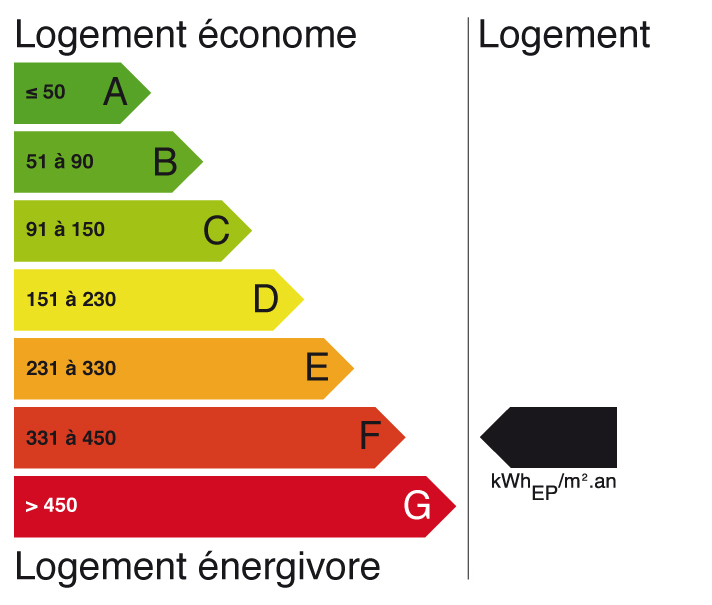 Logement économe
Logement
≤ 50 A
51 à 90 B
91 à 150 C
151 à 230 D
231 à 330 E
331 à 450 F
> 450 G
kWhEP/m².an
Logement énergivore